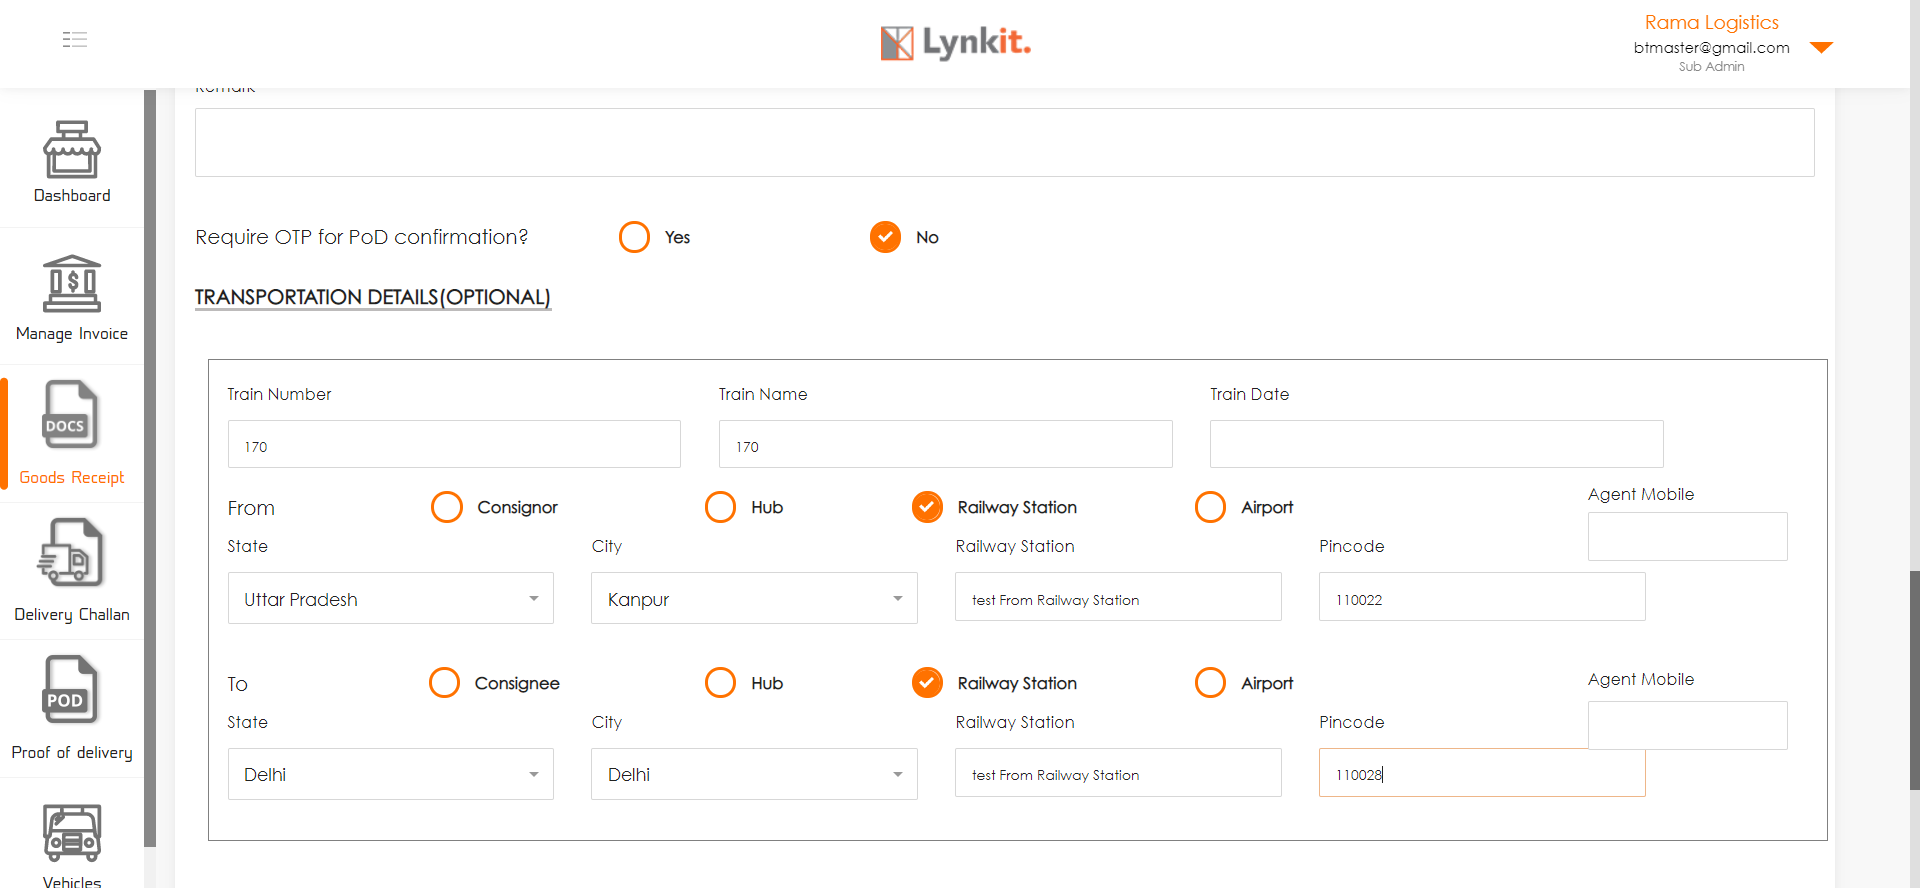 Lynkit.
Rama Logistics
btmaster@gmail.com
Sub Admin
Dashboard
Manage Invoice
DOCS
Goods Receipt
Delivery Challan
POD
Proof of delivery
Vehicles
Remark
Require OTP for PoD confirmation?
Yes
No
TRANSPORTATION DETAILS(OPTIONAL)
Train Number
Train Name
Train Date
170
170
From
Consignor
Hub
Railway Station
Airport
Agent Mobile
State
City
Railway Station
Pincode
Uttar Pradesh
Kanpur
test From Railway Station
110022
To
Consignee
Hub
Railway Station
Airport
Agent Mobile
State
City
Railway Station
Pincode
Delhi
Delhi
test From Railway Station
110028